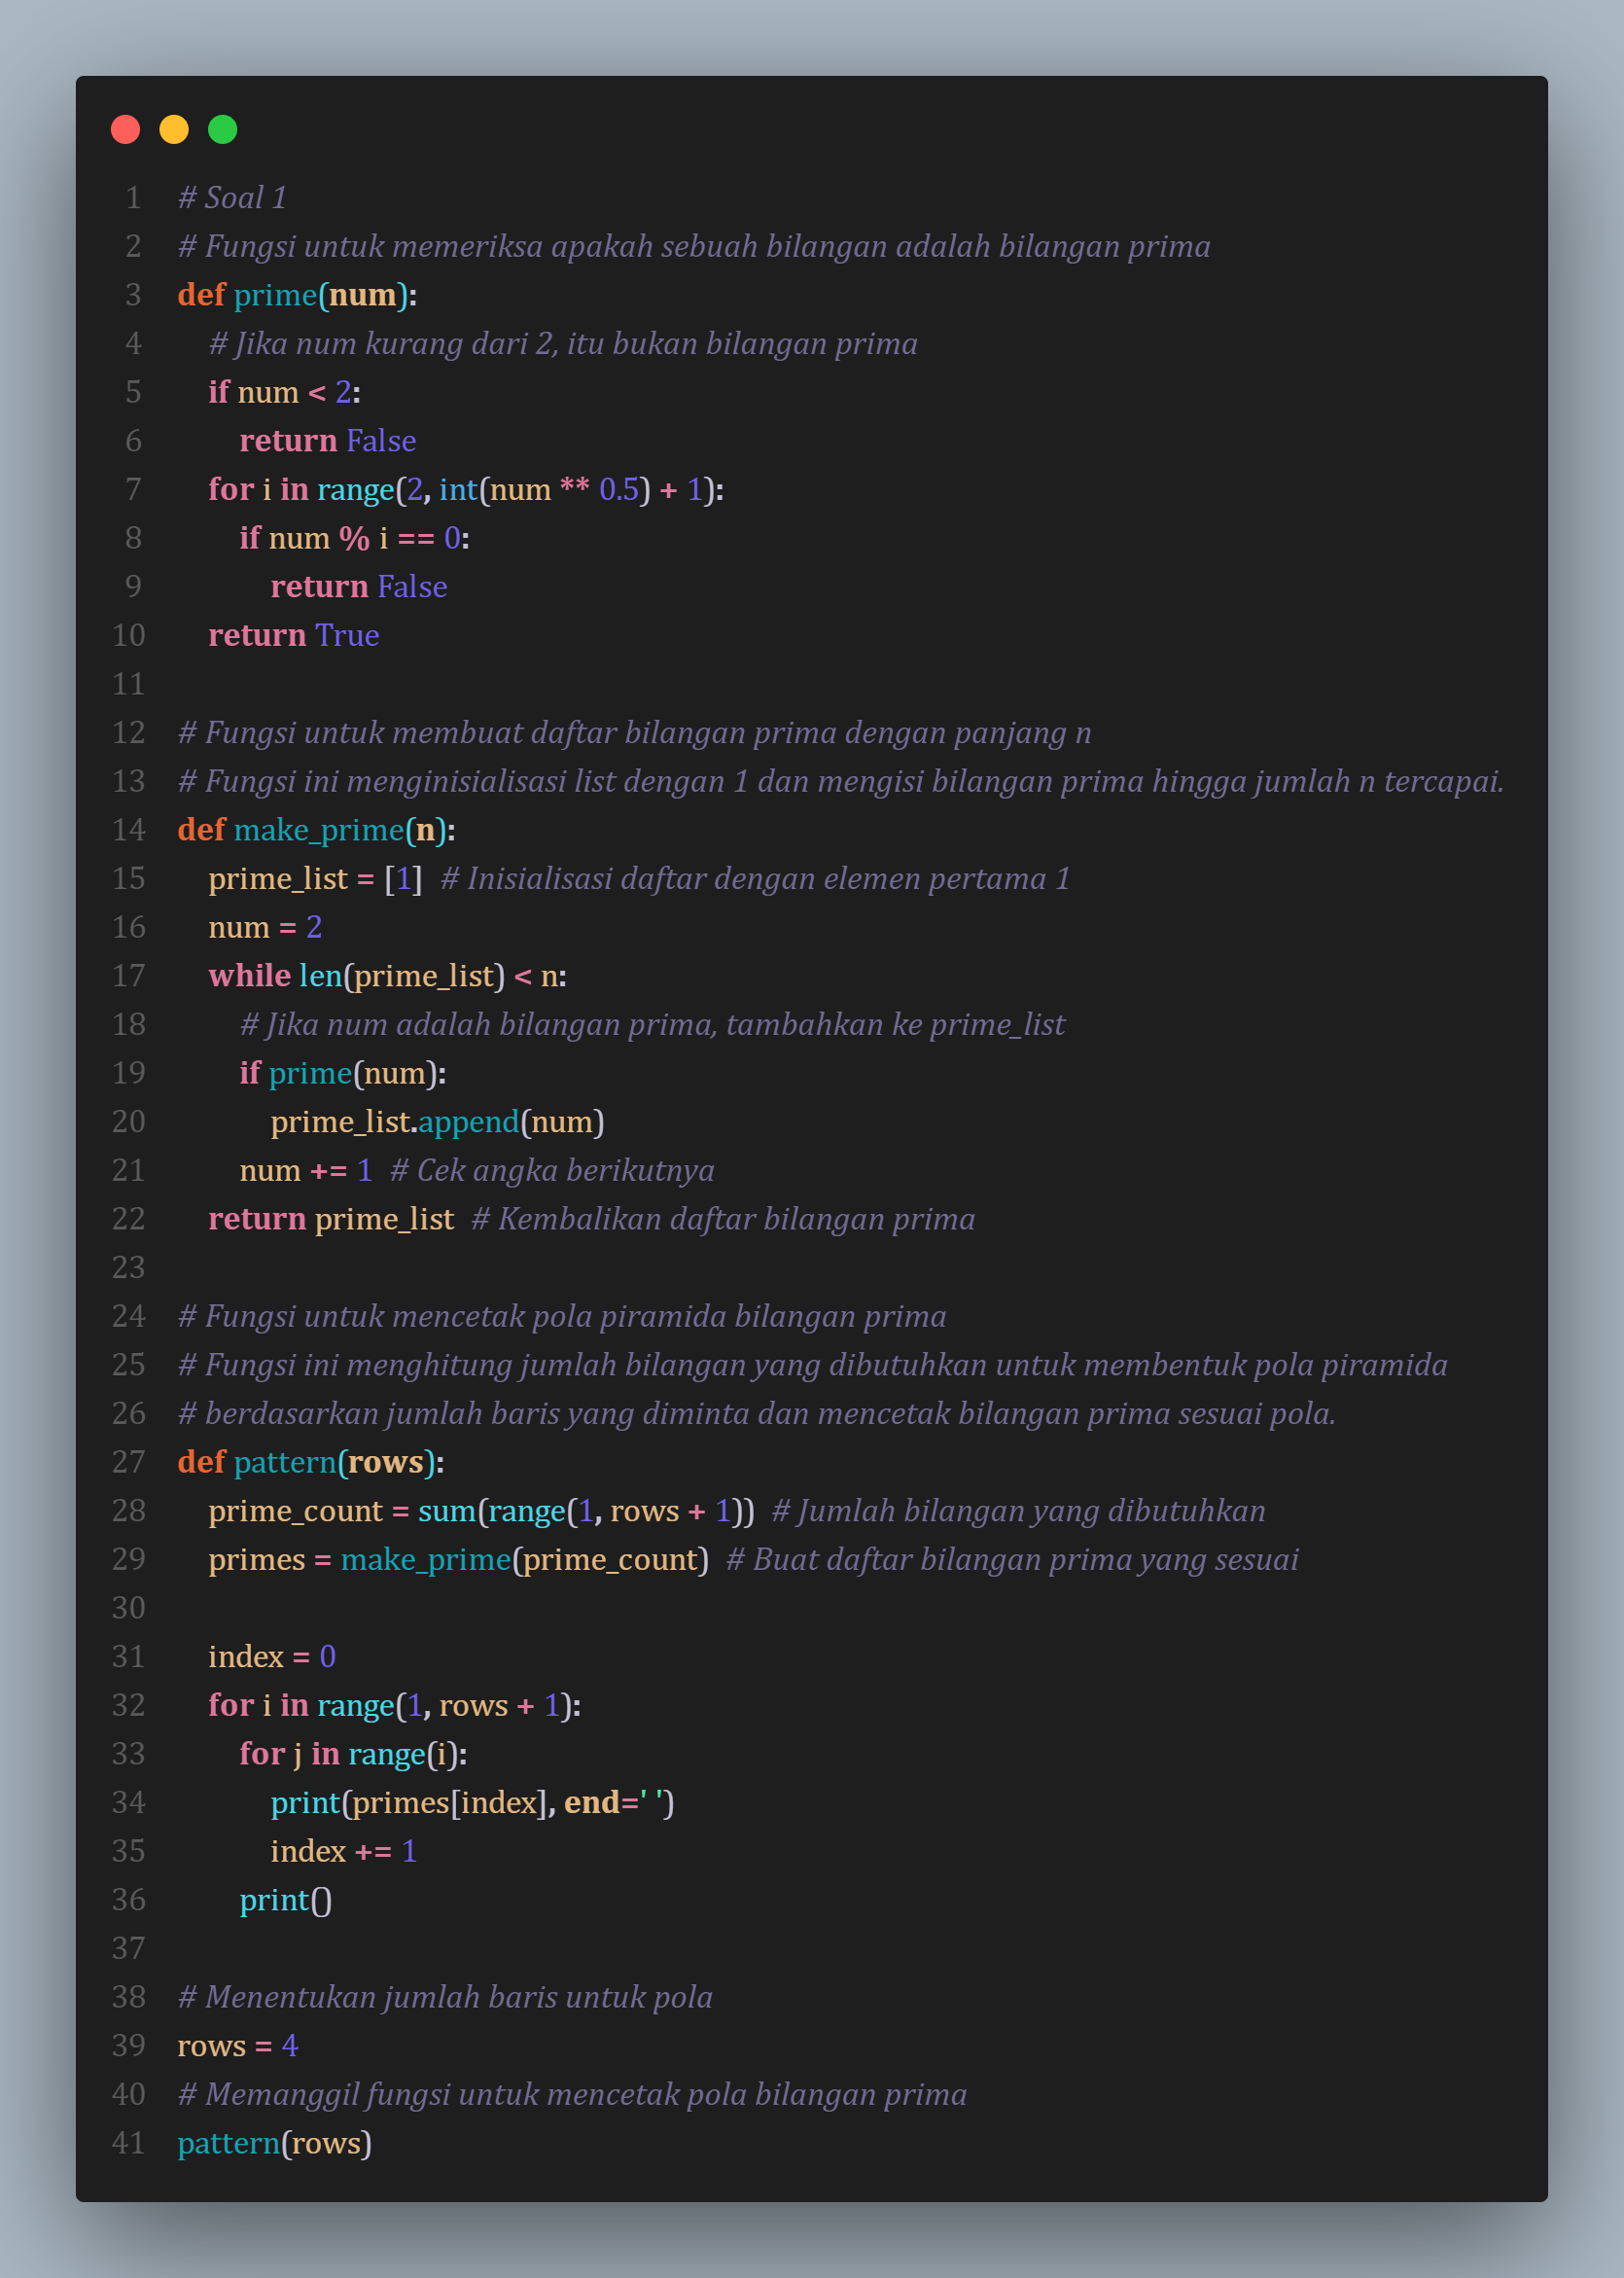 1 # Soal 1
2 # Fungsi untuk memeriksa apakah sebuah bilangan adalah bilangan prima
3 def prime(num):
4     # Jika num kurang dari 2, itu bukan bilangan prima
5     if num < 2:
6         return False
7     for i in range(2, int(num ** 0.5) + 1):
8         if num % i == 0:
9             return False
10     return True
11
12 # Fungsi untuk membuat daftar bilangan prima dengan panjang n
13 # Fungsi ini menginisialisasi list dengan 1 dan mengisi bilangan prima hingga jumlah n tercapai.
14 def make_prime(n):
15     prime_list = [1]  # Inisialisasi daftar dengan elemen pertama 1
16     num = 2
17     while len(prime_list) < n:
18         # Jika num adalah bilangan prima, tambahkan ke prime_list
19         if prime(num):
20             prime_list.append(num)
21         num += 1  # Cek angka berikutnya
22     return prime_list  # Kembalikan daftar bilangan prima
23
24 # Fungsi untuk mencetak pola piramida bilangan prima
25 # Fungsi ini menghitung jumlah bilangan yang dibutuhkan untuk membentuk pola piramida
26 # berdasarkan jumlah baris yang diminta dan mencetak bilangan prima sesuai pola.
27 def pattern(rows):
28     prime_count = sum(range(1, rows + 1))  # Jumlah bilangan yang dibutuhkan
29     primes = make_prime(prime_count)  # Buat daftar bilangan prima yang sesuai
30
31     index = 0
32     for i in range(1, rows + 1):
33         for j in range(i):
34             print(primes[index], end=' ')
35             index += 1
36         print()
37
38 # Menentukan jumlah baris untuk pola
39 rows = 4
40 # Memanggil fungsi untuk mencetak pola bilangan prima
41 pattern(rows)